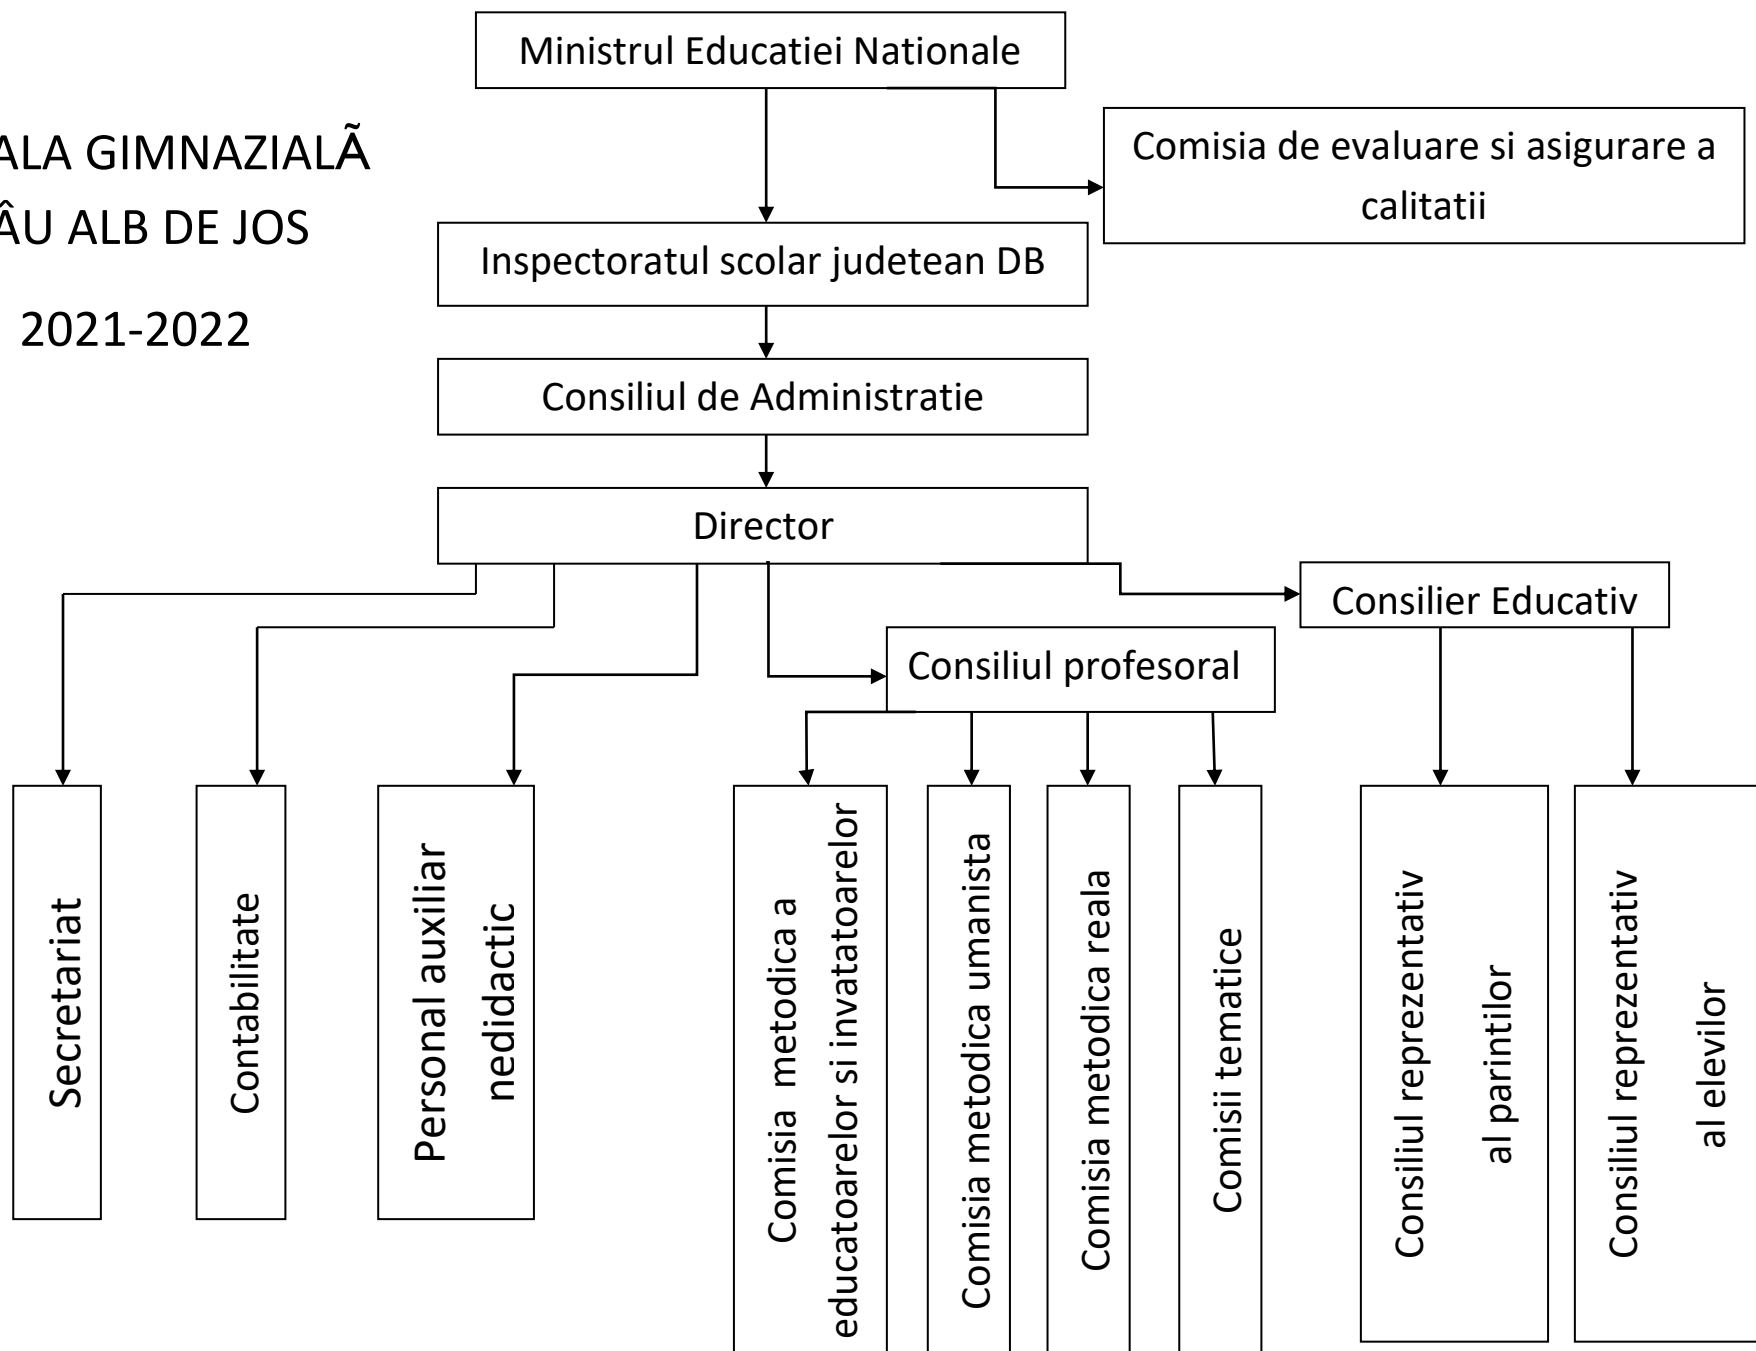 Ministrul Educatiei Nationale
ALA GIMNAZIALÃ
ÂU ALB DE JOS
2021-2022
Comisia de evaluare si asigurare a
calitatii
Inspectoratul scolar judetean DB
Consiliul de Administratie
Director
Consilier Educativ
Consiliul profesoral
Secretariat
Contabilitate
Personal auxiliar
nedidactic
Comisia metodica a
educatoarelor si invatatoarelor
Comisia metodica umanista
Comisia metodica reala
Comisii tematice
Consiliul reprezentativ
al parintilor
Consiliul reprezentativ
al elevilor